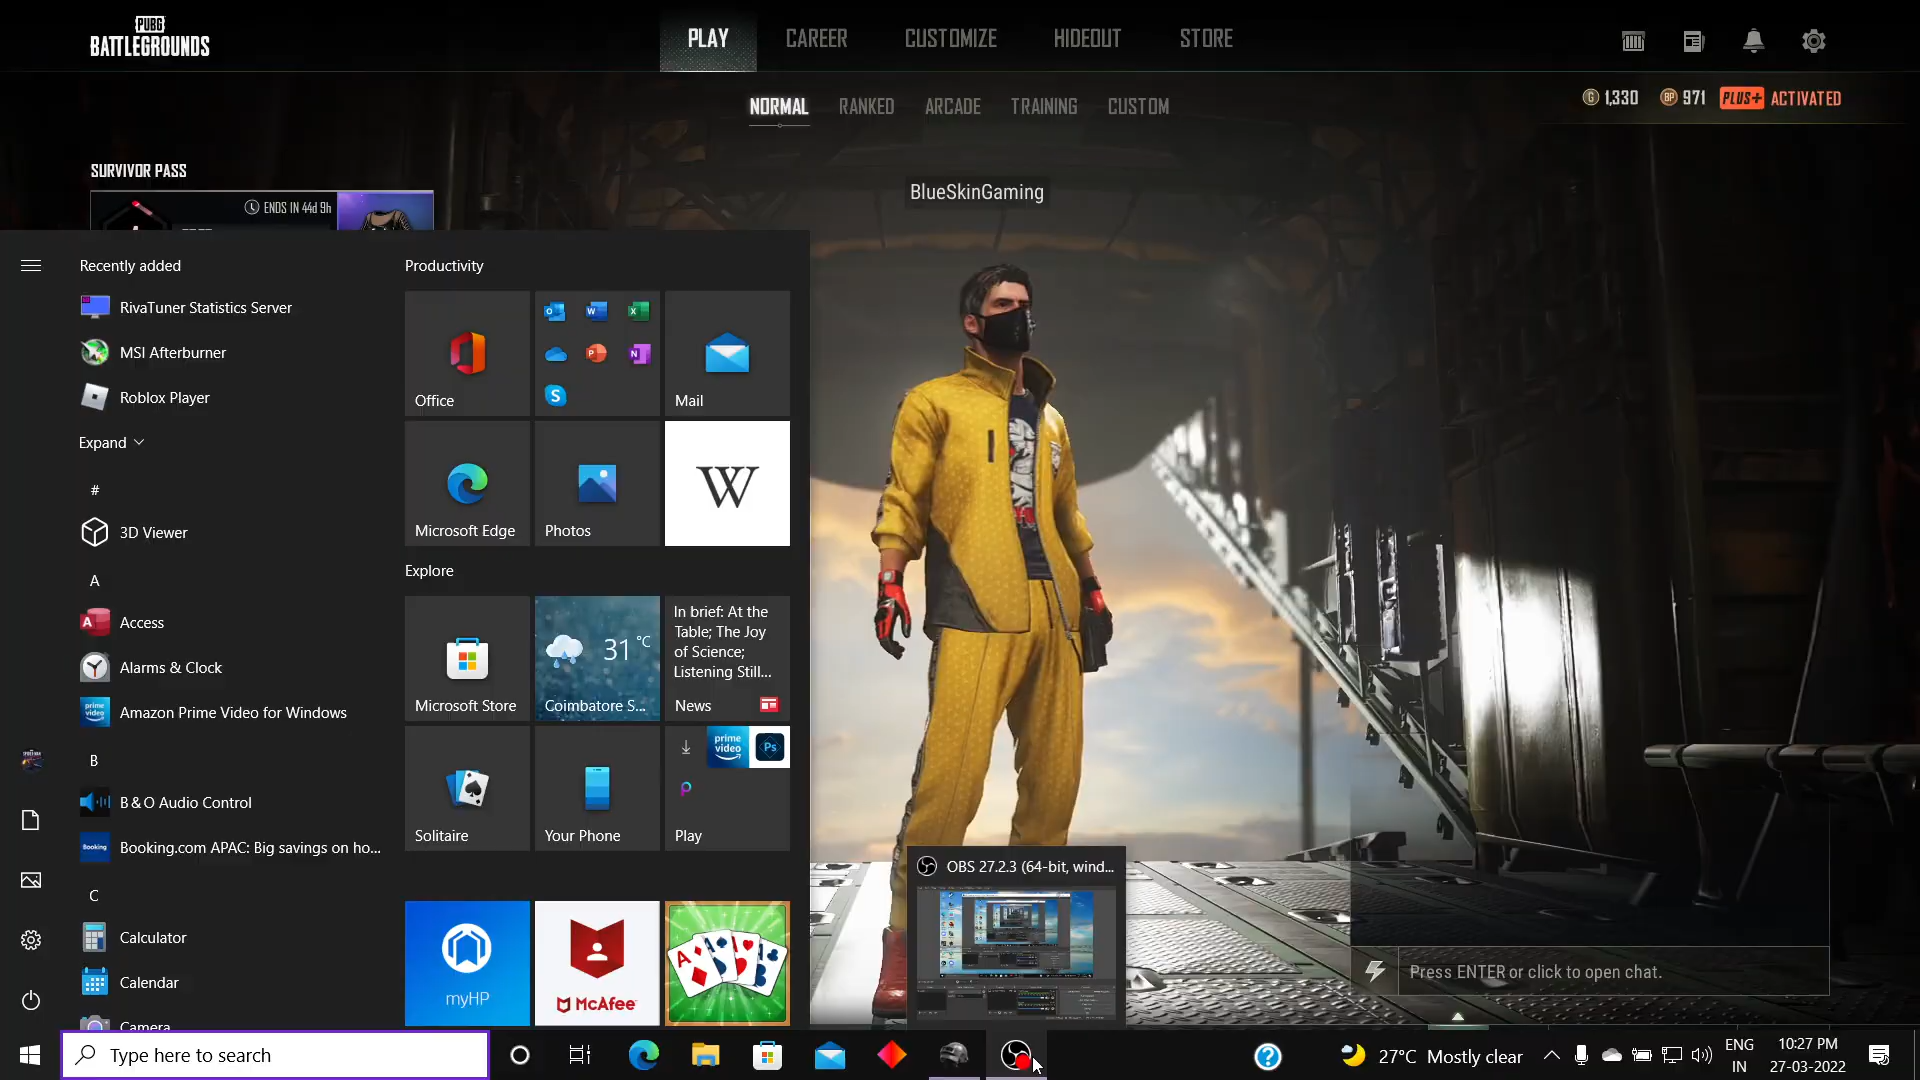 PUBG
BATTLEGROUNDS
PLAY
CAREER
CUSTOMIZE
HIDEOUT
STORE
NORMAL
RANKED
ARCADE
TRAINING
CUSTOM
G 1,330
BP 971
PLUS+ ACTIVATED
SURVIVOR PASS
ENDS IN 44d 9h
BlueSkinGaming
Recently added
RivaTuner Statistics Server
MSI Afterburner
Roblox Player
Expand
#
3D Viewer
A
Access
Alarms & Clock
prime video
Amazon Prime Video for Windows
B
B&O Audio Control
Booking
Booking.com APAC: Big savings on ho...
C
Calculator
Calendar
Camera
Productivity
Office
Mail
Microsoft Edge
Photos
W
Explore
Microsoft Store
31 °C
Coimbatore S...
In brief: At the
Table; The Joy
of Science;
Listening Still...
News
Solitaire
Your Phone
prime
video
Ps
Play
myHP
McAfee
A
OBS 27.2.3 (64-bit, wind...
Press ENTER or click to open chat.
Type here to search
27°C Mostly clear
ENG
IN
10:27 PM
27-03-2022